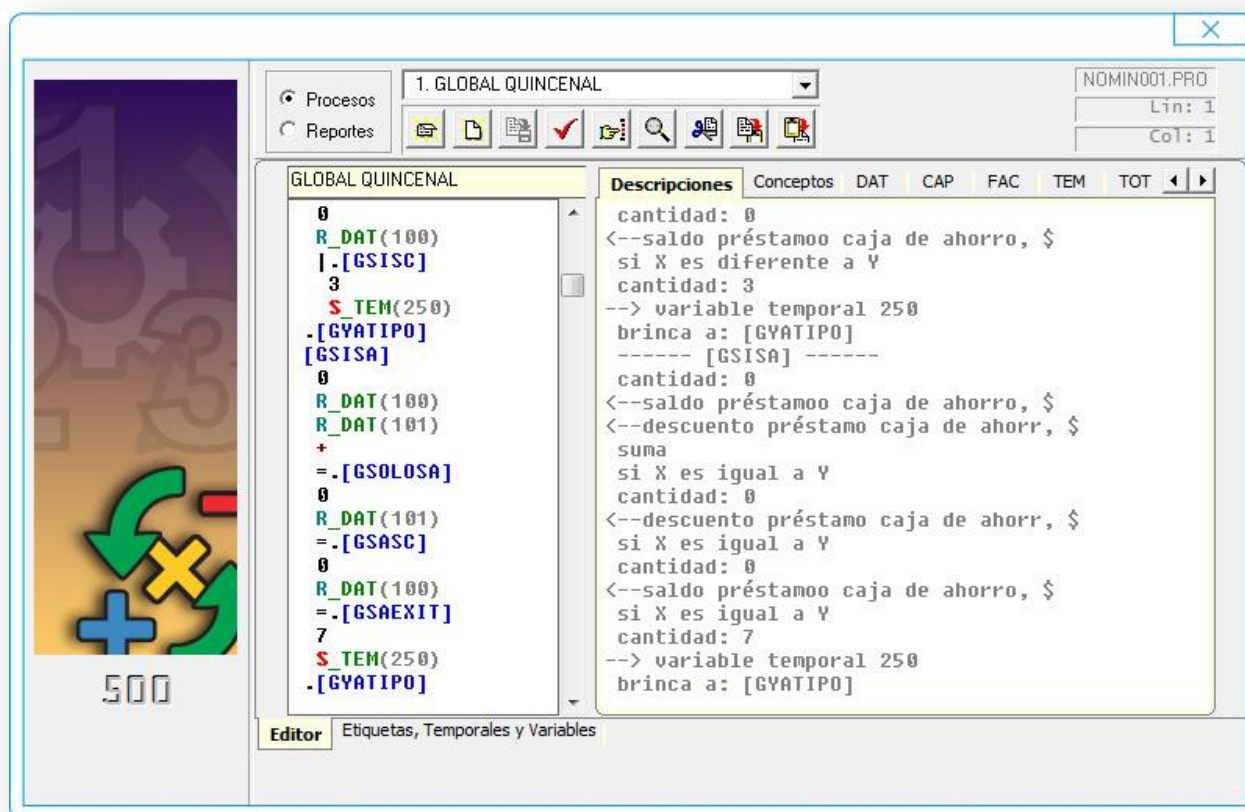 1. GLOBAL QUINCENAL
NOMIN001.PRO
Procesos
Lin: 1
Reportes
Col: 1
GLOBAL QUINCENAL
Descripciones Conceptos DAT CAP FAC TEM TOT
0
R_DAT(100)
|.[GSISC]
3
S_TEM(250)
.[GYATIPO]
[GSISA]
0
R_DAT(100)
R_DAT(101)
+
=.[GSOLOSA]
0
R_DAT(101)
=.[GSASC]
0
R_DAT(100)
=.[GSAEXIT]
7
S_TEM(250)
.[GYATIPO]
cantidad: 0
<--saldo préstamoo caja de ahorro, $
si X es diferente a Y
cantidad: 3
--> variable temporal 250
brinca a: [GYATIPO]
------ [GSISA] ------
cantidad: 0
<--saldo préstamoo caja de ahorro, $
<--descuento préstamo caja de ahorr, $
suma
si X es igual a Y
cantidad: 0
<--descuento préstamo caja de ahorr, $
si X es igual a Y
cantidad: 0
<--saldo préstamoo caja de ahorro, $
si X es igual a Y
cantidad: 7
--> variable temporal 250
brinca a: [GYATIPO]
500
Editor Etiquetas, Temporales y Variables